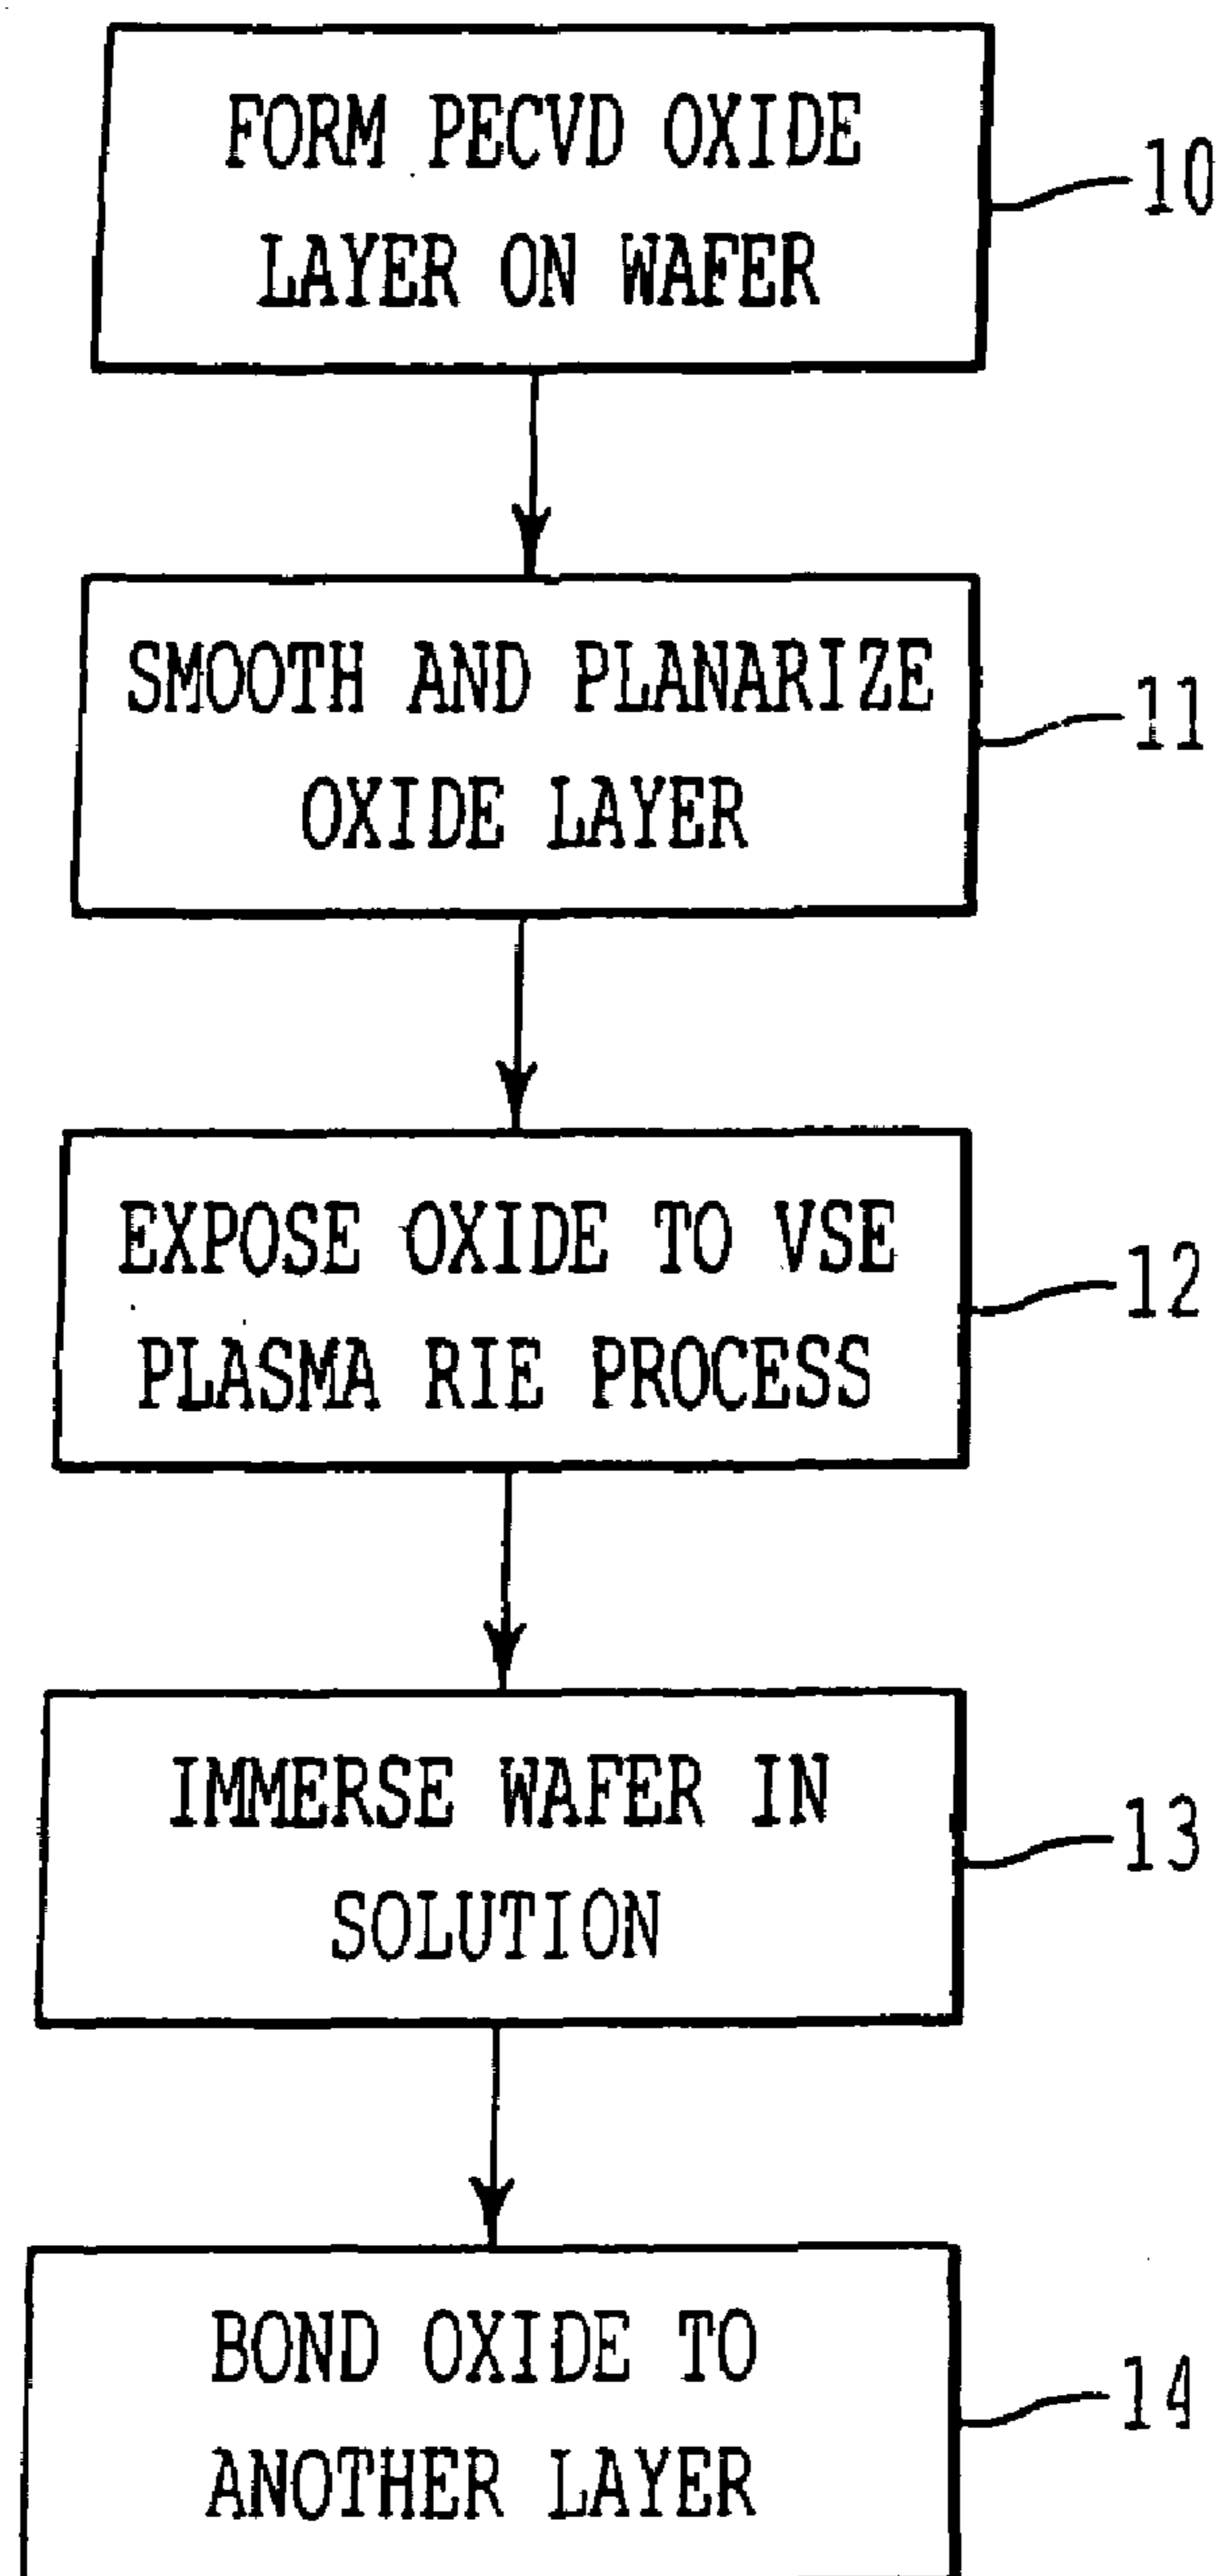 FORM PECVD OXIDE
LAYER ON WAFER
10
SMOOTH AND PLANARIZE
OXIDE LAYER
11
EXPOSE OXIDE TO VSE
PLASMA RIE PROCESS
12
IMMERSE WAFER IN
SOLUTION
13
BOND OXIDE TO
ANOTHER LAYER
14